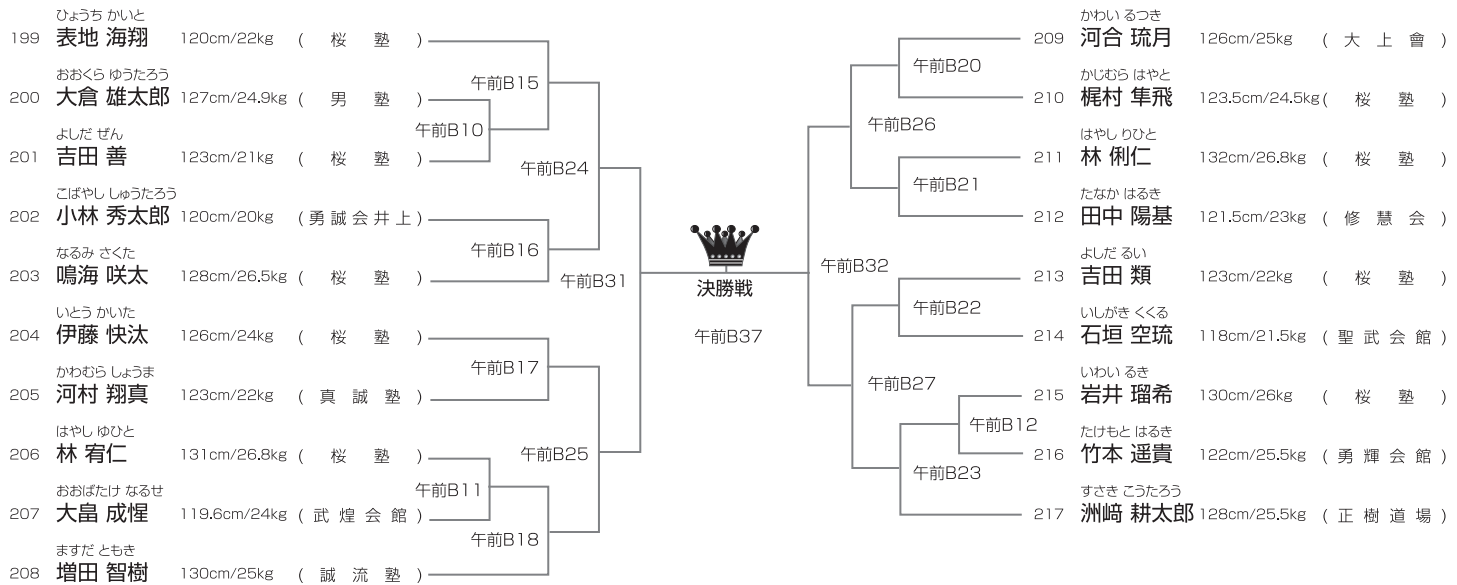 ひょうち かいと
199 表地 海翔 120cm/22kg ( 桜 塾 )
おおくら ゆうたろう
200 大倉 雄太郎 127cm/24.9kg ( 男 塾 )
よしだ ぜん
201 吉田 善 123cm/21kg ( 桜 塾 )
こばやし しゅうたろう
202 小林 秀太郎 120cm/20kg (勇誠会井上)
なるみ さくた
203 鳴海 咲太 128cm/26.5kg ( 桜 塾 )
いとう かいた
204 伊藤 快汰 126cm/24kg ( 桜 塾 )
かわむら しょうま
205 河村 翔真 123cm/22kg ( 真 誠 塾 )
はやし ゆひと
206 林 宥仁 131cm/26.8kg ( 桜 塾 )
おおばたけ なるせ
207 大畠 成惺 119.6cm/24kg ( 武 煌 会 館 )
ますだ ともき
208 増田 智樹 130cm/25kg ( 誠 流 塾 )
午前B15
午前B10
午前B24
午前B16
午前B31
午前B17
午前B25
午前B11
午前B18
決勝戦
午前B37
午前B20
午前B26
午前B21
午前B32
午前B22
午前B27
午前B12
午前B23
かわい るつき
209 河合 琉月 126cm/25kg ( 大 上 會 )
かじむら はやと
210 梶村 隼飛 123.5cm/24.5kg ( 桜 塾 )
はやし りひと
211 林 俐仁 132cm/26.8kg ( 桜 塾 )
たなか はるき
212 田中 陽基 121.5cm/23kg ( 修 慧 会 )
よしだ るい
213 吉田 類 123cm/22kg ( 桜 塾 )
いしがき くくる
214 石垣 空琉 118cm/21.5kg ( 聖 武 会 館 )
いわい るき
215 岩井 瑠希 130cm/26kg ( 桜 塾 )
たけもと はるき
216 竹本 遥貴 122cm/25.5kg ( 勇 輝 会 館 )
すさき こうたろう
217 洲﨑 耕太郎 128cm/25.5kg ( 正 樹 道 場 )